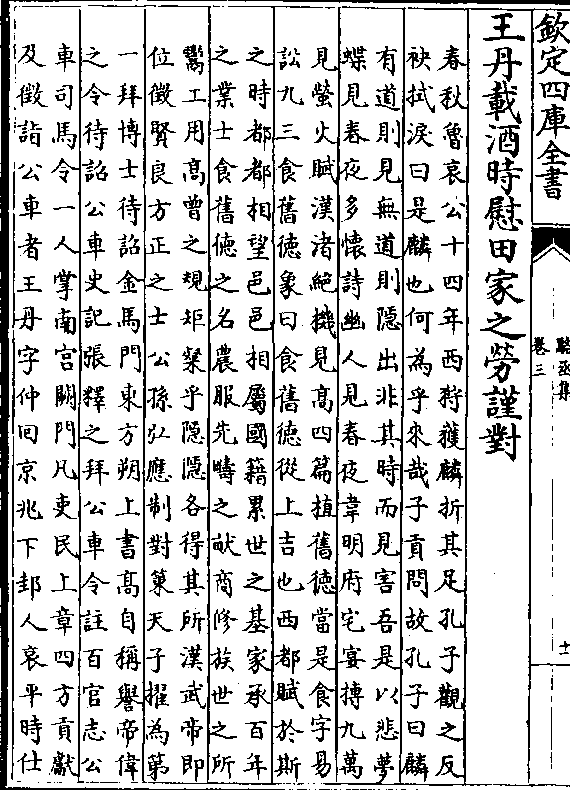 欽定四庫全書
駱丞集
卷三
十一
王丹載酒時慰田家之勞謹對
春秋魯哀公十四年西狩獲麟折其足孔子觀之反
袂拭淚曰是麟也何為乎來哉子貢問故孔子曰麟
有道則見無道則隱出非其時而見害吾是以悲夢
蝶見春夜多懷詩幽人見春夜韋明府宅宴摶九萬
見螢火賦漢渚絶機見高四篇植舊徳當是食字易
訟九三食舊徳象曰食舊徳從上吉也西都賦於斯
之時都都相望邑邑相屬國籍累世之基家承百年
之業士食舊徳之名農服先疇之畝商修族世之所
鬻工用髙曾之規矩粲乎隠隠各得其所漢武帝即
位徵賢良方正之士公孫弘應制對䇿天子擢為第
一拜博士待詔金馬門東方朔上書髙自稱譽帝偉
之令待詔公車史記張釋之拜公車令註百官志公
車司馬令一人掌南宫闕門凡吏民上章四方貢獻
及徵詣公車者王丹字仲回京兆下邽人哀平時仕